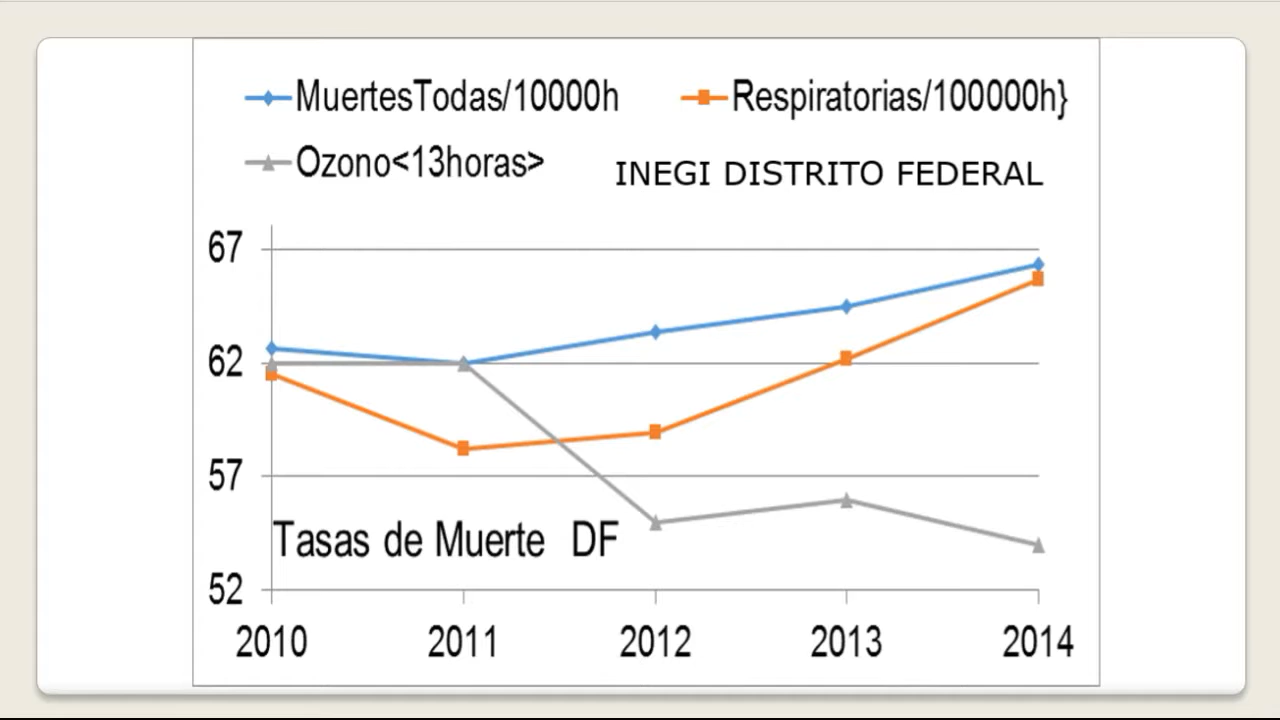 MuertesTodas/10000h
Respiratorias/100000h}
Ozono<13horas>
INEGI DISTRITO FEDERAL
67
62
57
Tasas de Muerte DF
52
2010 2011 2012 2013 2014